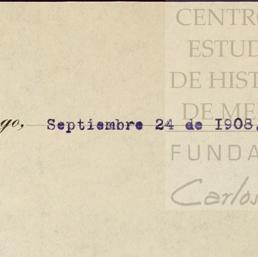 CENTRO
ESTUD
DE HIST
DE ME
FUNDA
Carlos
go, Septiembre 24 de 1908.